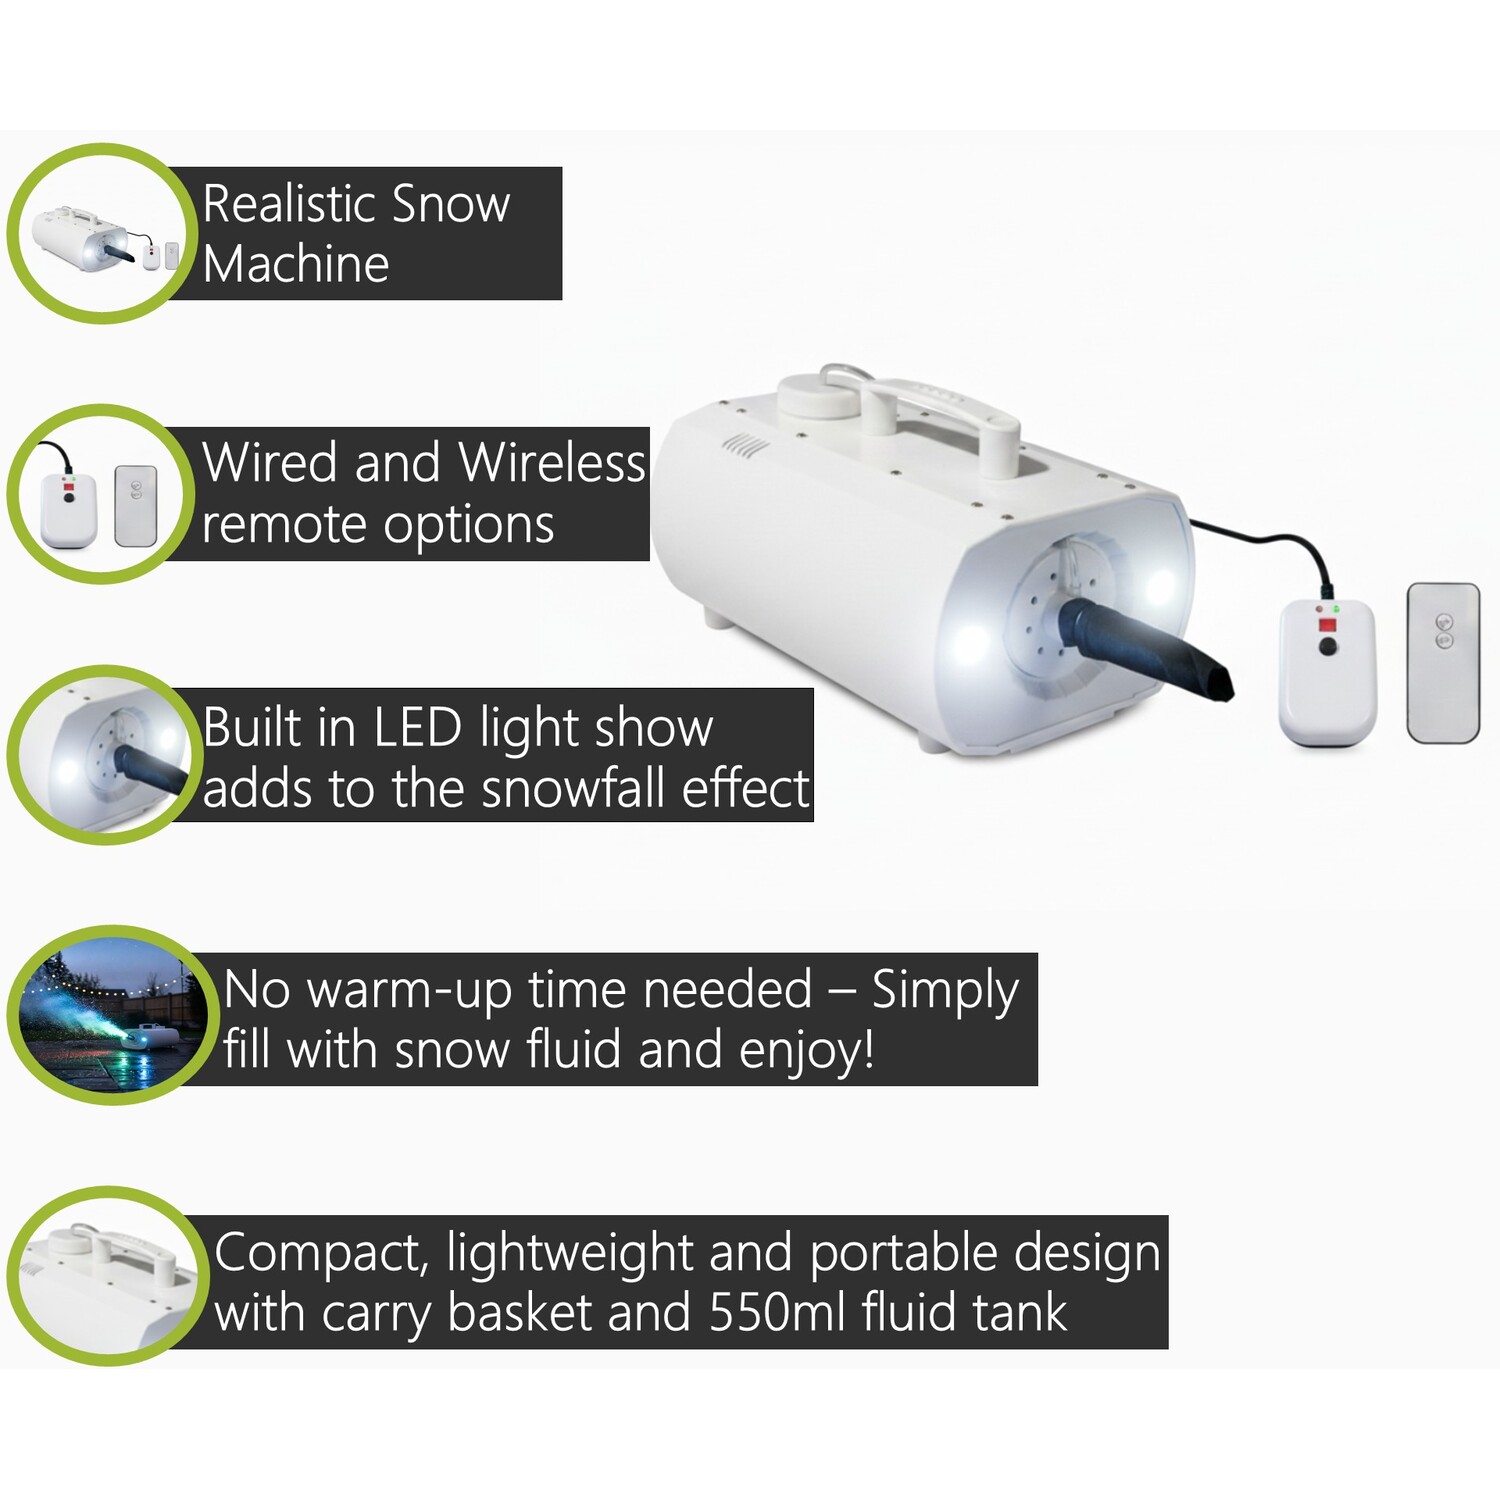 Realistic Snow
Machine
Wired and Wireless
remote options
Built in LED light show
adds to the snowfall effect
No warm-up time needed – Simply
fill with snow fluid and enjoy!
Compact, lightweight and portable design
with carry basket and 550ml fluid tank